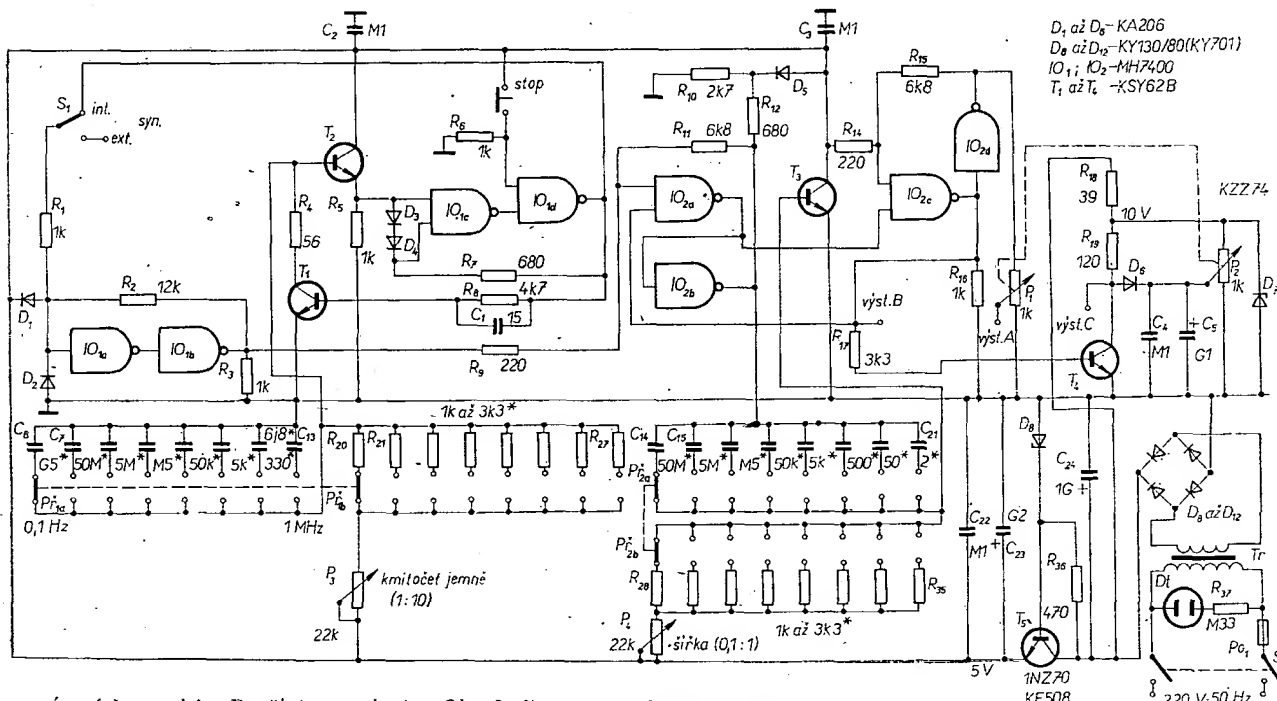 C2 M1
C3 M1
D1 až D6-KA206
D8 až D12-KY130/80(KY701)
IO1; IO2-MH7400
T1 až T4-KSY62B
S1 int. syn.
ext.
stop
R6
1k
R10 2k7
D5
R12
680
R11 6k8
R15
6k8
IO2d
T2
T3
R14
220
R18
39
KZZ74
R1
1k
R4
56
R5
1k
D3
D4
IO1c
IO1d
IO2a
IO2c
10 V
R19
120
D6
P2
1k
R2 12k
T1
R7 680
R8 4k7
C1 15
IO2b
R16
1k
P1
1k
výst.B
výst.A
výst.C
C4
M1
C5
G1
D1
IO1a
IO1b
R3
1k
R9
220
R17
3k3
T4
D2
1k až 3k3*
C6
G5*
C7
50M*
5M*
M5*
50k*
5k*
6j8*
330*
C13
R20
R21
R27
C14
50M*
C15
5M*
M5*
50k*
5k*
500*
50*
C21
2*
D8
C24
1G
Př1a
Př1b
Př2a
0,1 Hz
1 MHz
Př2b
C22
M1
G2
C23
D8 až D12
Tr
R28
R35
R36
470
P3
kmitočet jemně
(1:10)
22k
1k až 3k3*
P4
22k
šířka (0,1:1)
Dt
R37
M33
Po1
T5
5 V
1NZ70
KF508
220 V-50 Hz